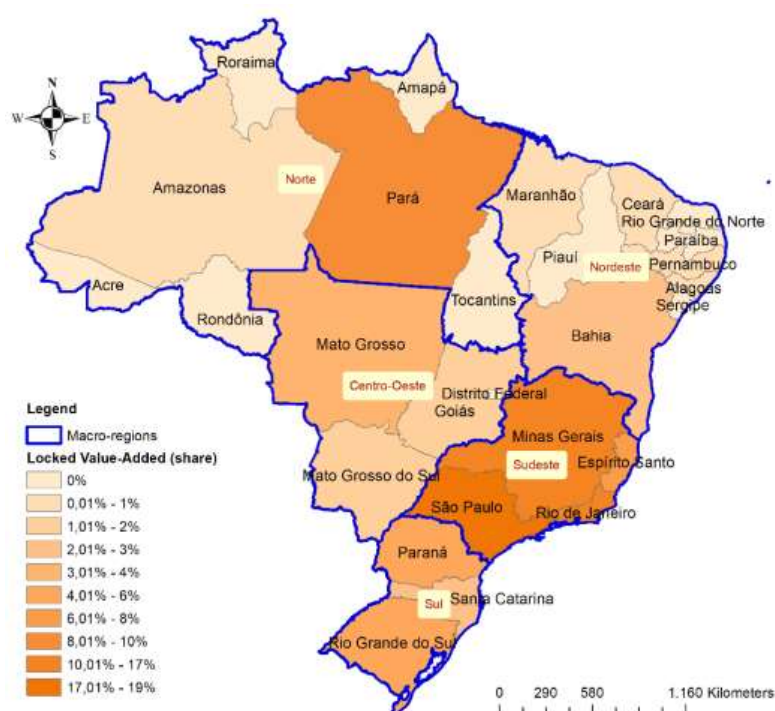 Roraima
Amapá
N
W E
S
Amazonas
Norte
Pará
Maranhão
Ceará
Rio Grande do Norte
Paraíba
Piauí
Nordeste
Pernambuco
Acre
Tocantins
Alagoas
Sergipe
Rondônia
Bahia
Mato Grosso
Centro-Oeste
Distrito Federal
Goiás
Minas Gerais
Sudeste
Espírito Santo
Mato Grosso do Sul
São Paulo
Rio de Janeiro
Paraná
Santa Catarina
Sul
Rio Grande do Sul
Legend
Macro-regions
Locked Value-Added (share)
0%
0,01% - 1%
1,01% - 2%
2,01% - 3%
3,01% - 4%
4,01% - 6%
6,01% - 8%
8,01% - 10%
10,01% - 17%
17,01% - 19%
0 290 580 1.160 Kilometers